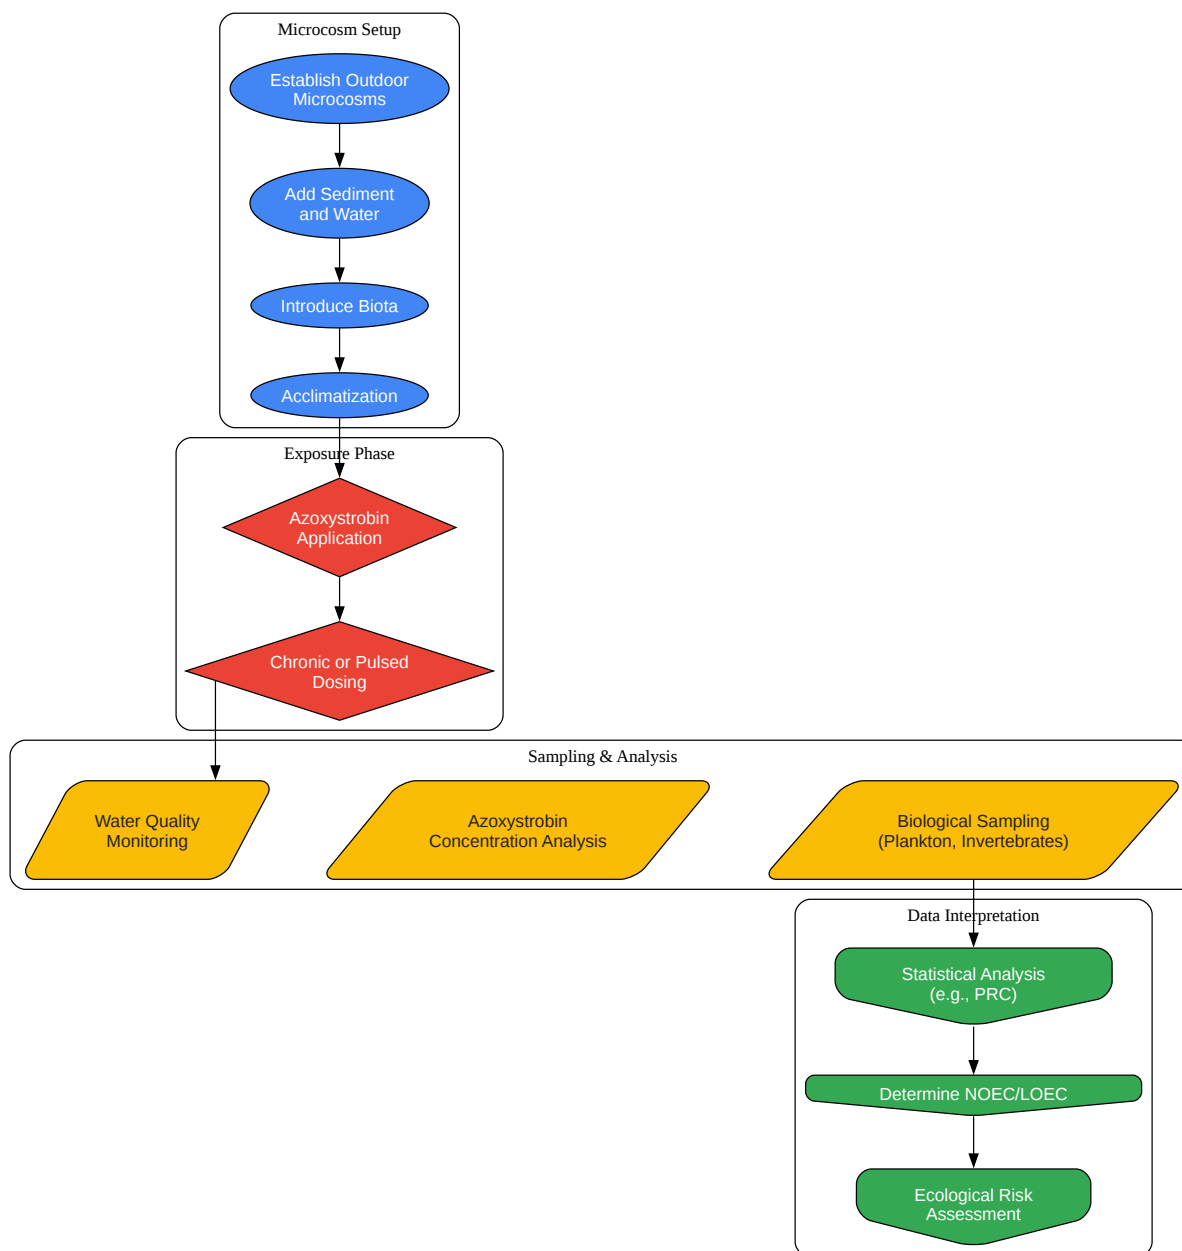 Microcosm Setup
Establish Outdoor
Microcosms
Add Sediment
and Water
Introduce Biota
Acclimatization
Exposure Phase
Azoxystrobin
Application
Chronic or Pulsed
Dosing
Sampling & Analysis
Water Quality
Monitoring
Azoxystrobin
Concentration Analysis
Biological Sampling
(Plankton, Invertebrates)
Data Interpretation
Statistical Analysis
(e.g., PRC)
Determine NOEC/LOEC
Ecological Risk
Assessment